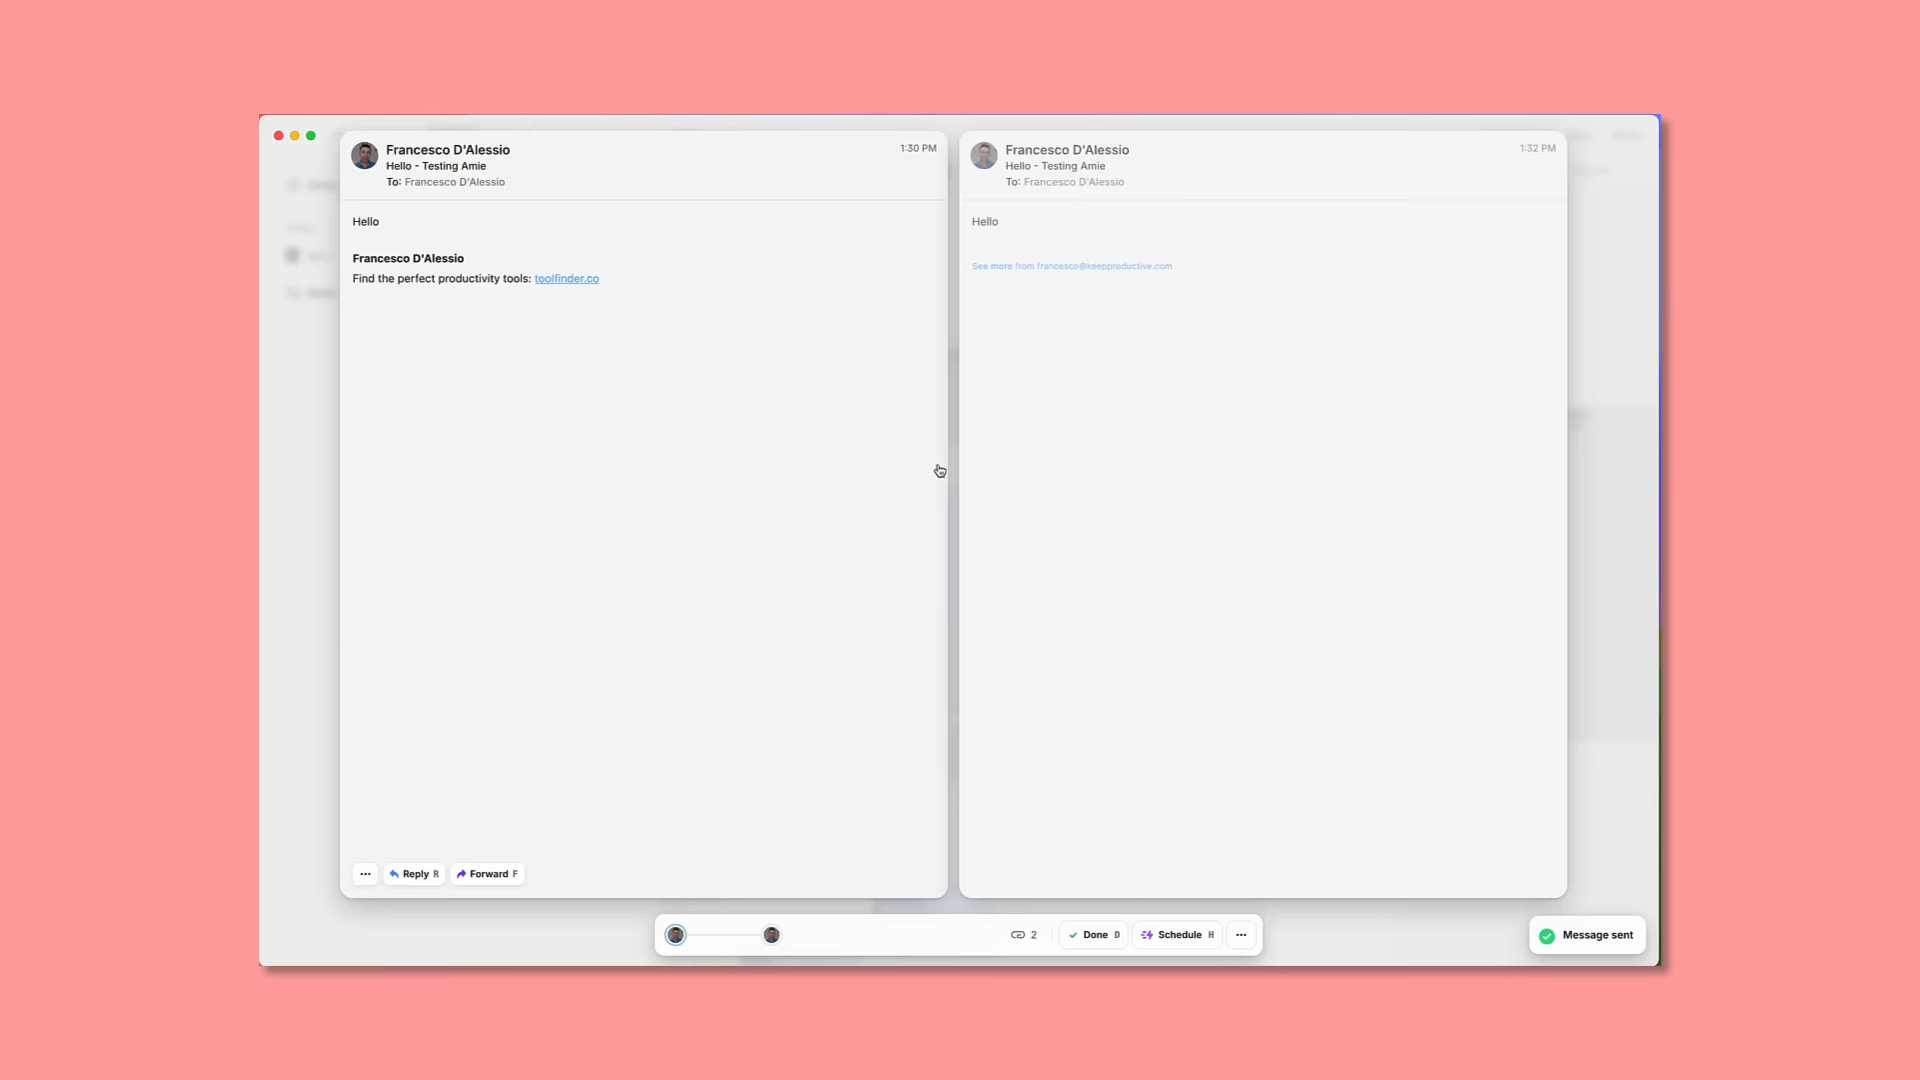 Francesco D'Alessio
1:30 PM
Hello - Testing Amie
To: Francesco D'Alessio
Hello
Francesco D'Alessio
Find the perfect productivity tools: toolfinder.co
Reply R
Forward F
Francesco D'Alessio
1:32 PM
Hello - Testing Amie
To: Francesco D'Alessio
Hello
See more from francesco@keepproductive.com
2
Done D
Schedule H
Message sent